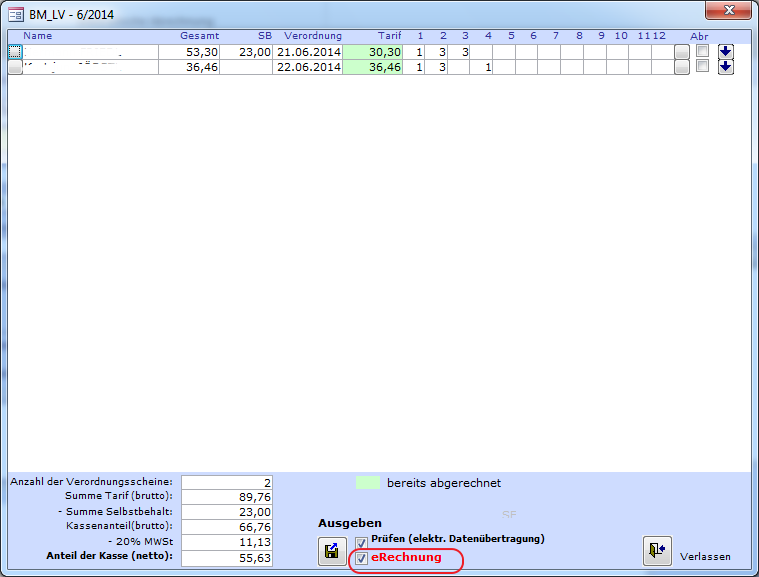 BM_LV - 6/2014
Name Gesamt SB Verordnung Tarif 1 2 3 4 5 6 7 8 9 10 11 12 Abr
53,30 23,00 21.06.2014 30,30 1 3 3
36,46 22.06.2014 36,46 1 3 1
Anzahl der Verordnungsscheine: 2
Summe Tarif (brutto): 89,76
- Summe Selbstbehalt: 23,00
Kassenanteil(brutto): 66,76
- 20% MWSt 11,13
Anteil der Kasse (netto): 55,63
bereits abgerechnet
SF
Ausgeben
Prüfen (elektr. Datenübertragung)
eRechnung
Verlassen